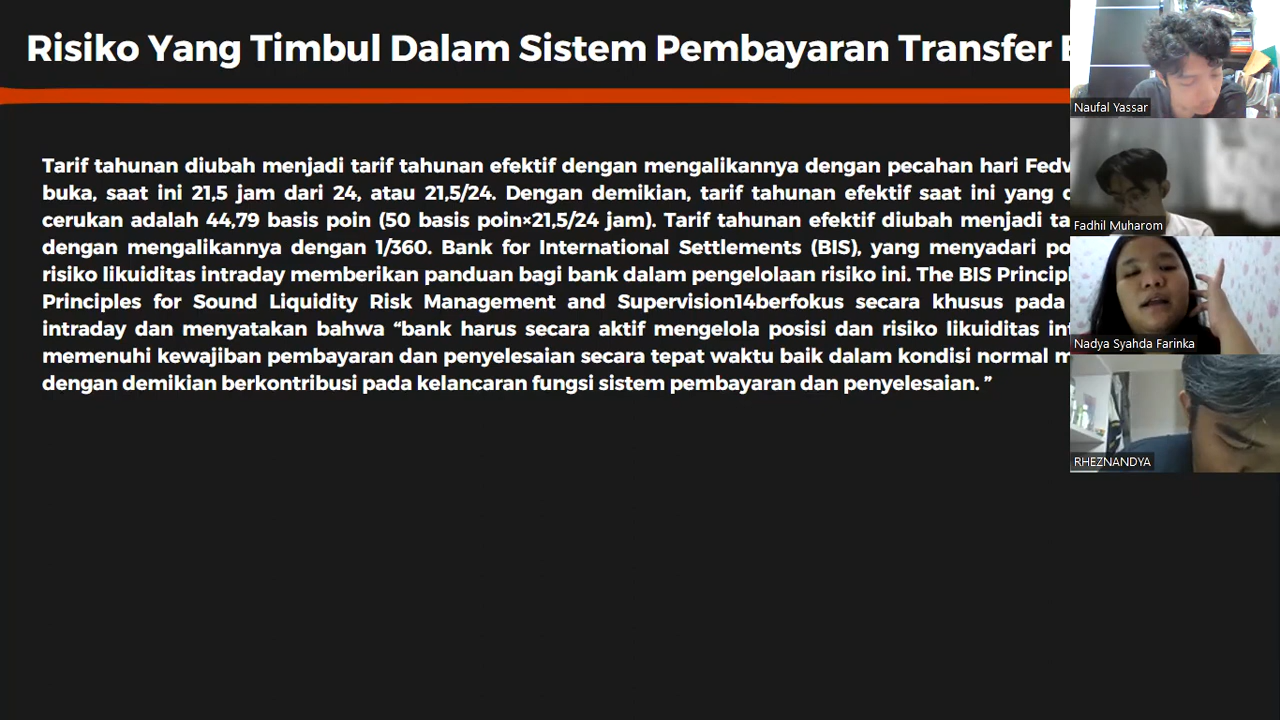 Risiko Yang Timbul Dalam Sistem Pembayaran Transfer
Tarif tahunan diubah menjadi tarif tahunan efektif dengan mengalikannya dengan pecahan hari
buka, saat ini 21,5 jam dari 24, atau 21,5/24. Dengan demikian, tarif tahunan efektif saat ini yang
cerukan adalah 44,79 basis poin (50 basis poin×21,5/24 jam). Tarif tahunan efektif diubah menjadi
dengan mengalikannya dengan 1/360. Bank for International Settlements (BIS), yang menyadari
risiko likuiditas intraday memberikan panduan bagi bank dalam pengelolaan risiko ini. The BIS
Principles for Sound Liquidity Risk Management and Supervision14berfokus secara khusus pada
intraday dan menyatakan bahwa “bank harus secara aktif mengelola posisi dan risiko likuiditas
memenuhi kewajiban pembayaran dan penyelesaian secara tepat waktu baik dalam kondisi normal
dengan demikian berkontribusi pada kelancaran fungsi sistem pembayaran dan penyelesaian. ”
Naufal Yassar
Fadhil Muharom
Nadya Syahda Farinka
RHEZNANDYA